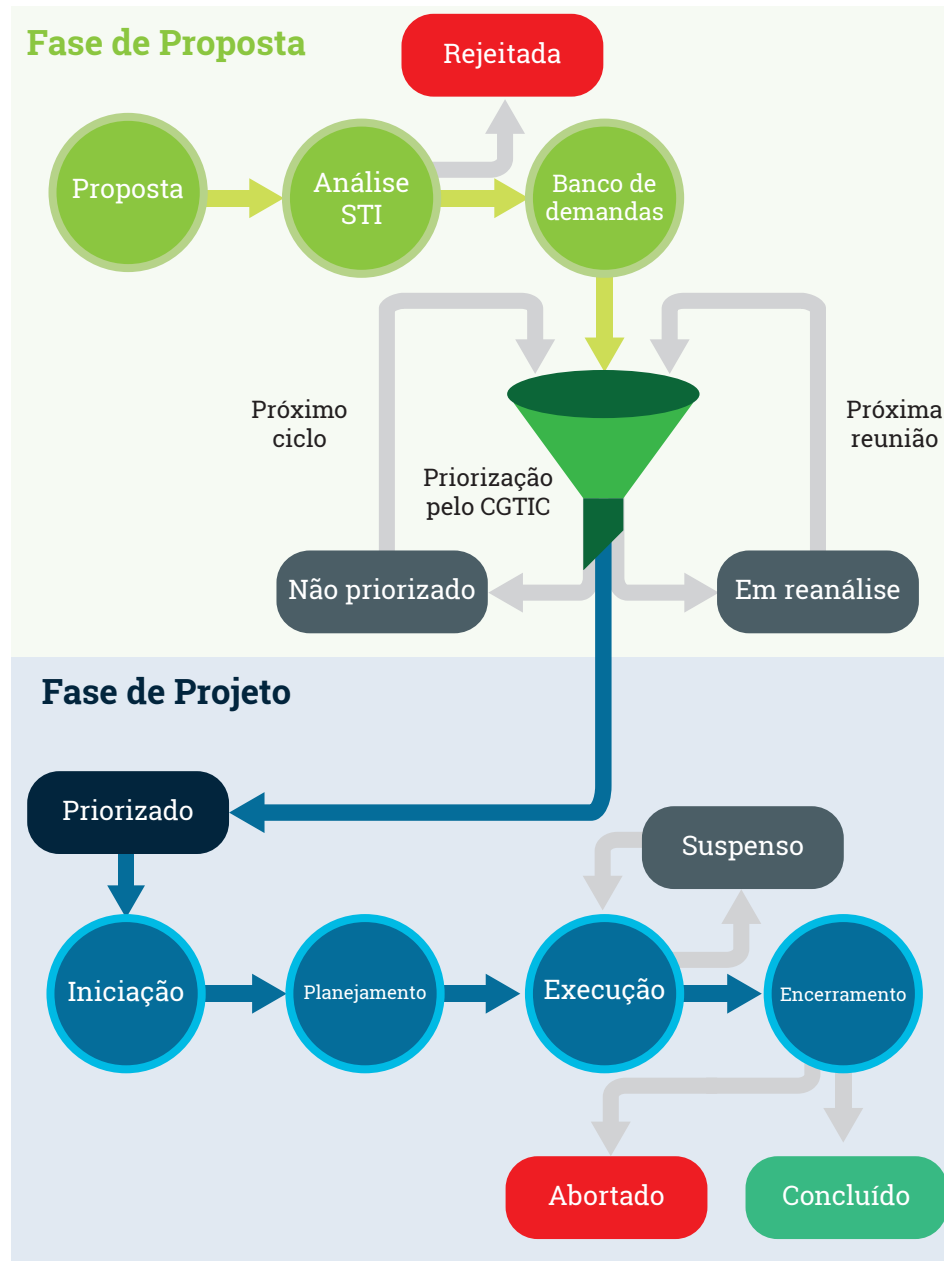 Fase de Proposta
Rejeitada
Proposta
Análise
STI
Banco de
demandas
Próximo
ciclo
Próxima
reunião
Priorização
pelo CGTIC
Não priorizado
Em reanálise
Fase de Projeto
Priorizado
Suspenso
Iniciação
Planejamento
Execução
Encerramento
Abortado
Concluído